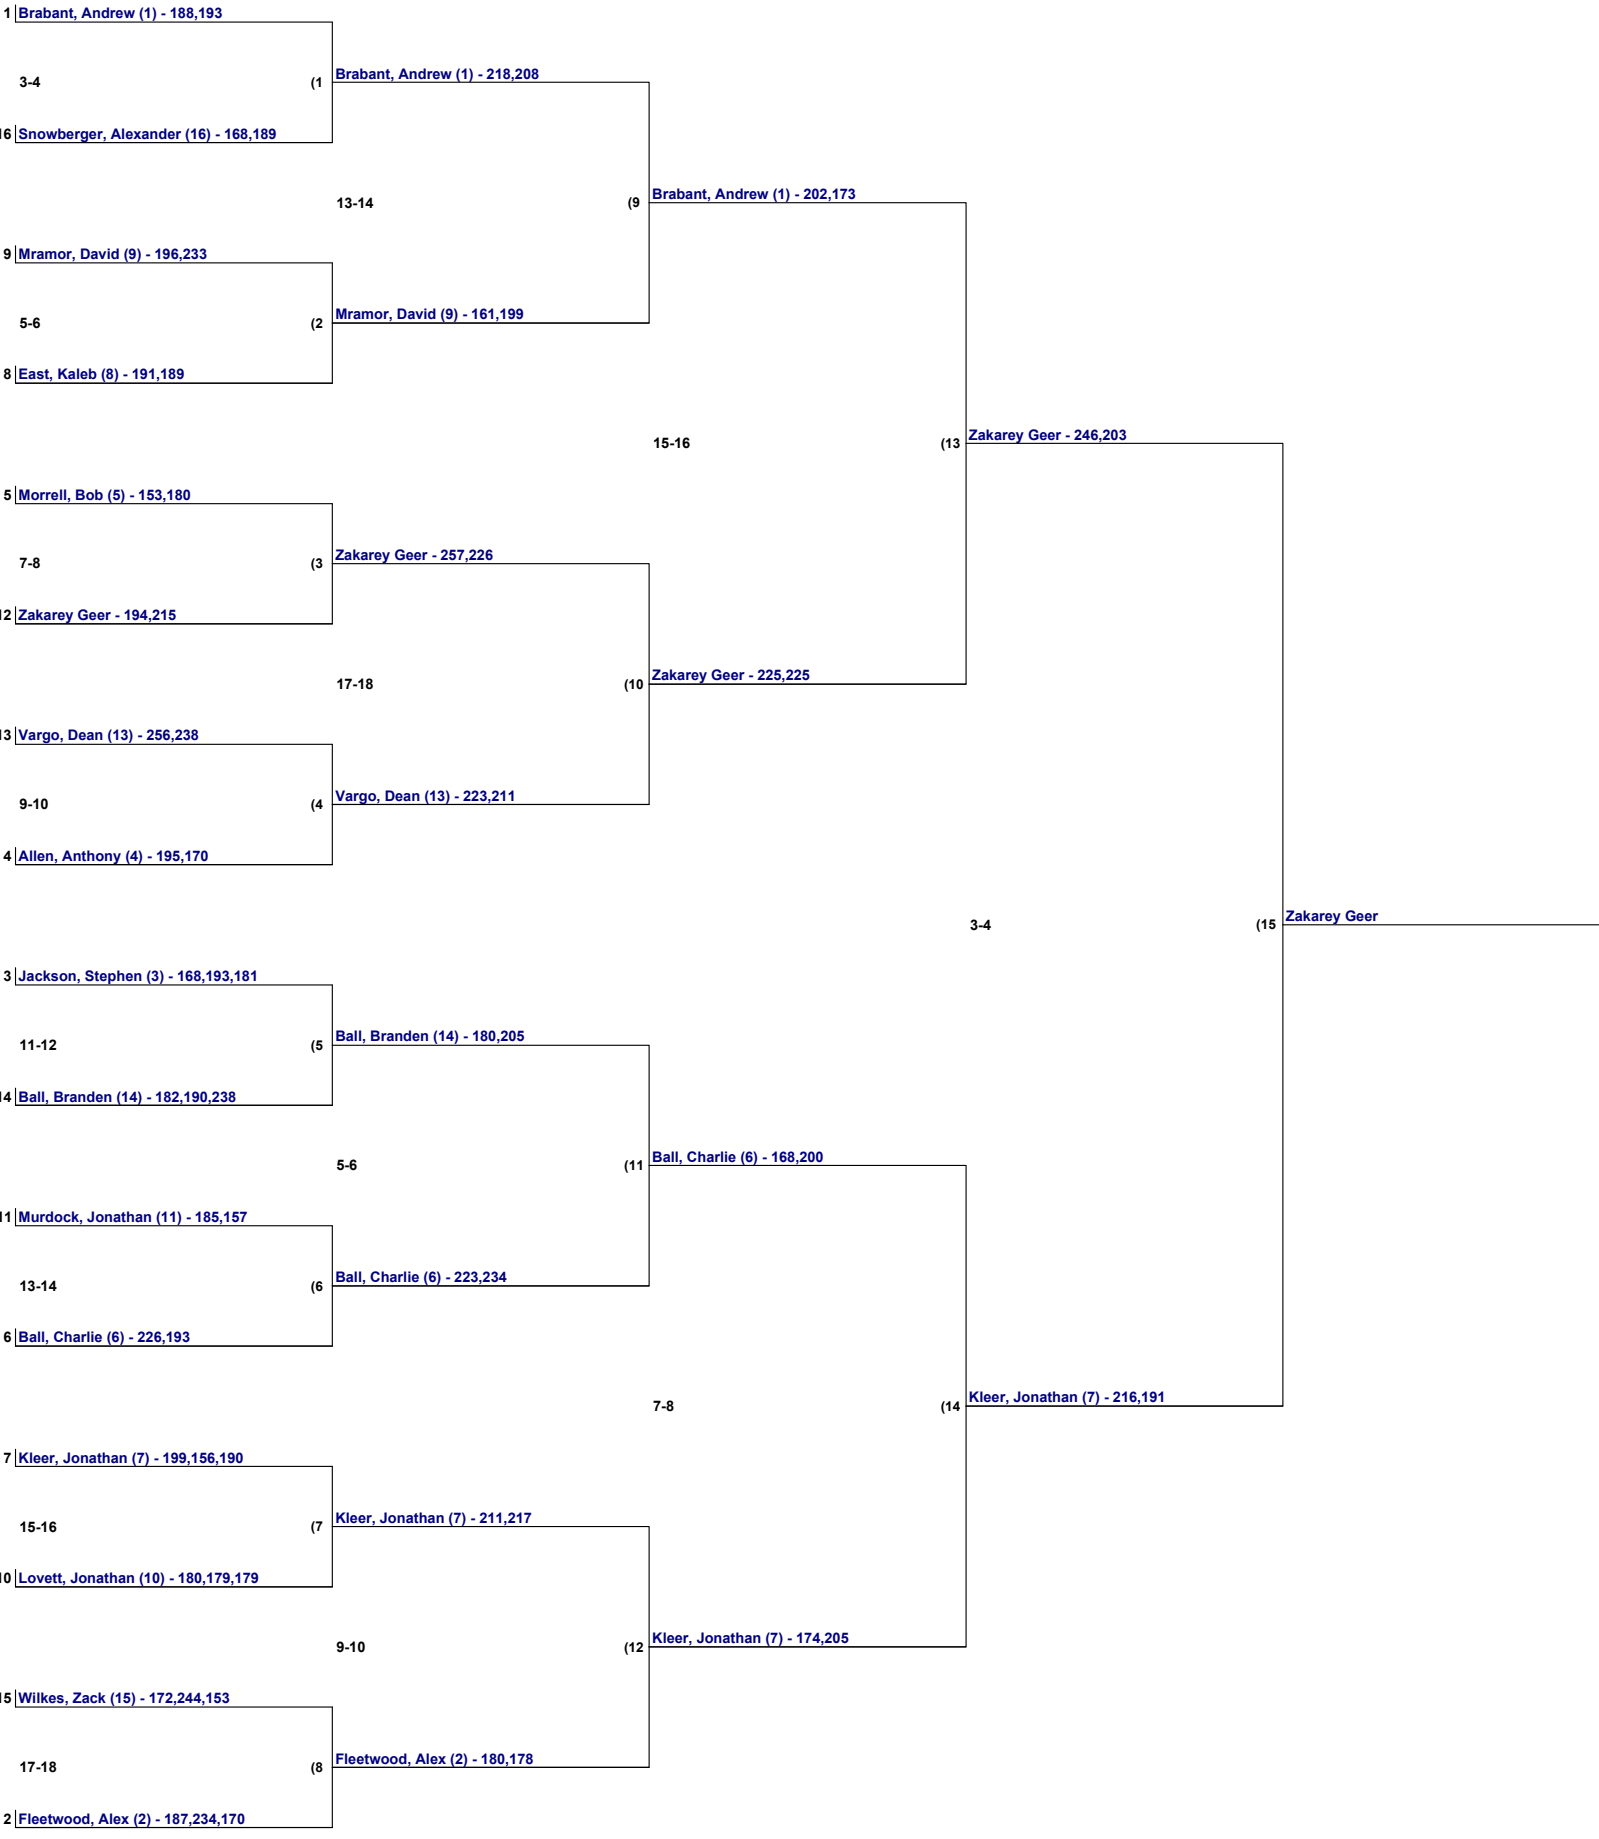 1 Brabant, Andrew (1) - 188,193
3-4 (1 Brabant, Andrew (1) - 218,208
16 Snowberger, Alexander (16) - 168,189
13-14 (9 Brabant, Andrew (1) - 202,173
9 Mramor, David (9) - 196,233
5-6 (2 Mramor, David (9) - 161,199
8 East, Kaleb (8) - 191,189
15-16 (13 Zakarey Geer - 246,203
5 Morrell, Bob (5) - 153,180
7-8 (3 Zakarey Geer - 257,226
12 Zakarey Geer - 194,215
17-18 (10 Zakarey Geer - 225,225
13 Vargo, Dean (13) - 256,238
9-10 (4 Vargo, Dean (13) - 223,211
4 Allen, Anthony (4) - 195,170
3-4 (15 Zakarey Geer
3 Jackson, Stephen (3) - 168,193,181
11-12 (5 Ball, Branden (14) - 180,205
14 Ball, Branden (14) - 182,190,238
5-6 (11 Ball, Charlie (6) - 168,200
11 Murdock, Jonathan (11) - 185,157
13-14 (6 Ball, Charlie (6) - 223,234
6 Ball, Charlie (6) - 226,193
7-8 (14 Kleer, Jonathan (7) - 216,191
7 Kleer, Jonathan (7) - 199,156,190
15-16 (7 Kleer, Jonathan (7) - 211,217
10 Lovett, Jonathan (10) - 180,179,179
9-10 (12 Kleer, Jonathan (7) - 174,205
15 Wilkes, Zack (15) - 172,244,153
17-18 (8 Fleetwood, Alex (2) - 180,178
2 Fleetwood, Alex (2) - 187,234,170